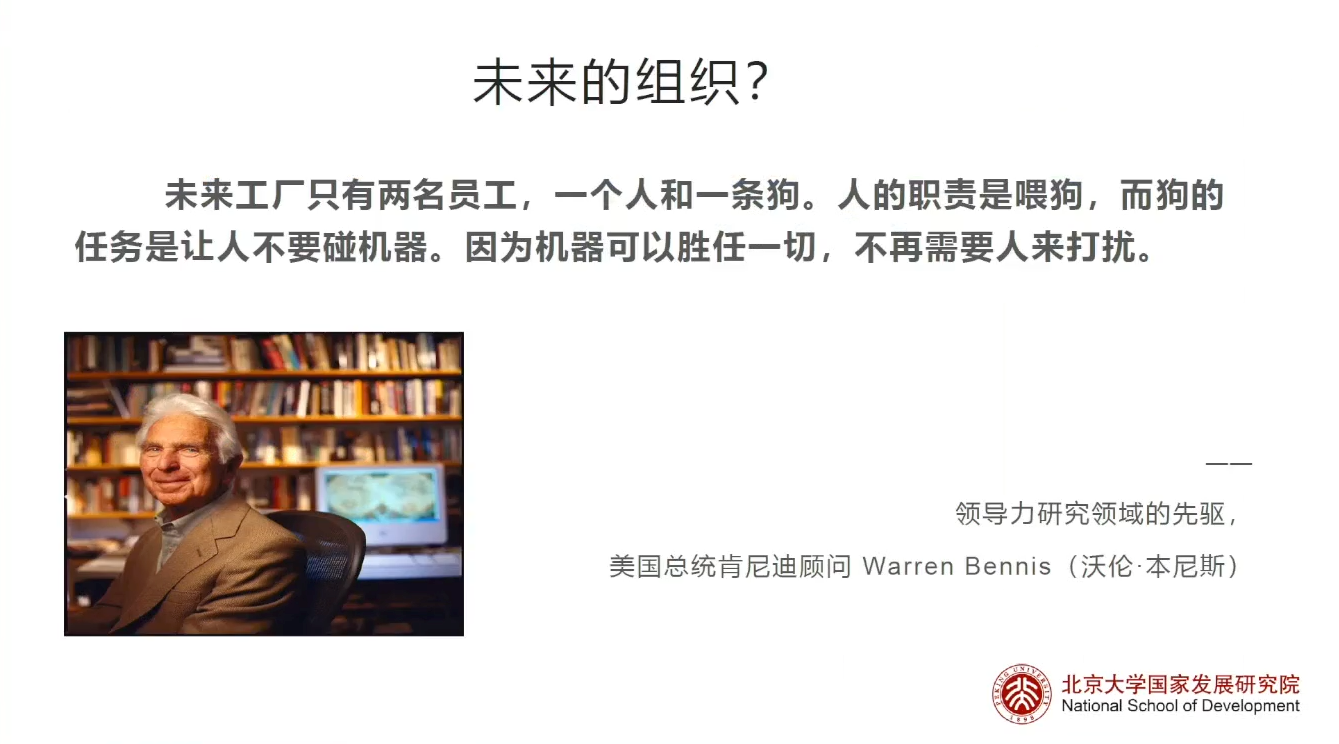 未来的组织？
未来工厂只有两名员工，一个人和一条狗。人的职责是喂狗，而狗的
任务是让人不要碰机器。因为机器可以胜任一切，不再需要人来打扰。
——
领导力研究领域的先驱，
美国总统肯尼迪顾问 Warren Bennis（沃伦·本尼斯）
PEKING UNIVERSITY
1898
北京大学国家发展研究院
National School of Development